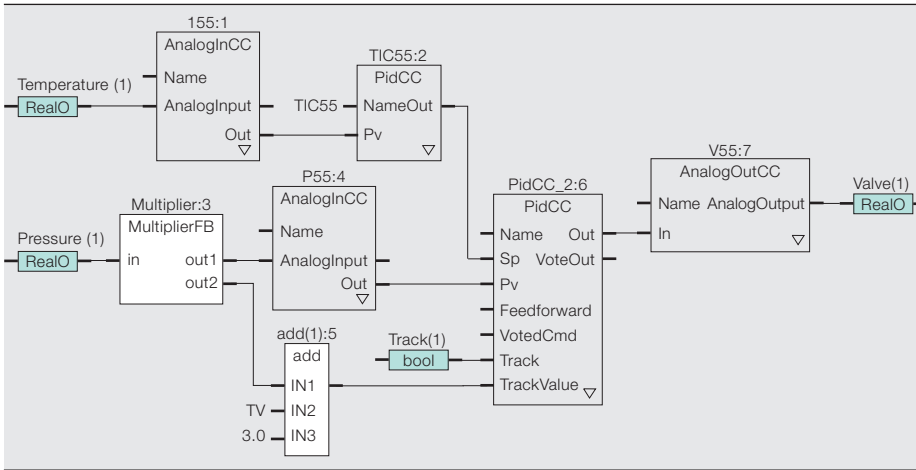 155:1
AnalogInCC
Name
AnalogInput
Out
Temperature (1)
RealO
TIC55:2
PidCC
TIC55
NameOut
Pv
P55:4
AnalogInCC
Name
AnalogInput
Out
Multiplier:3
MultiplierFB
in
out1
out2
Pressure (1)
RealO
add(1):5
add
IN1
TV
IN2
3.0
IN3
Track(1)
bool
PidCC_2:6
PidCC
Name
Out
Sp
VoteOut
Pv
Feedforward
VotedCmd
Track
TrackValue
V55:7
AnalogOutCC
Name
AnalogOutput
In
Valve(1)
RealO